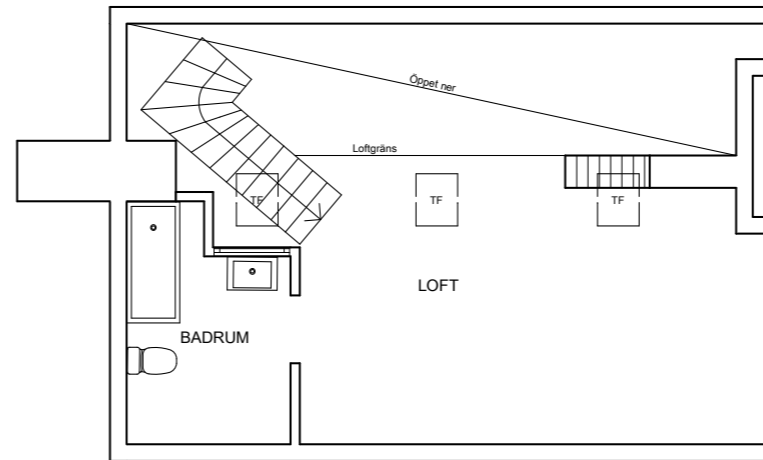 Öppet ner
Loftgräns
TF
TF
TF
LOFT
BADRUM